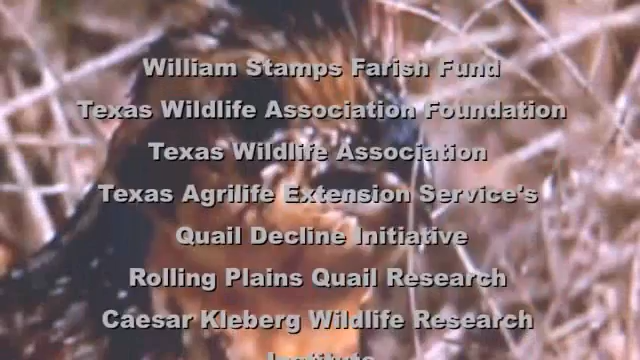 William Stamps Farish Fund
Texas Wildlife Association Foundation
Texas Wildlife Association
Texas Agrilife Extension Service's
Quail Decline Initiative
Rolling Plains Quail Research
Caesar Kleberg Wildlife Research
Institute